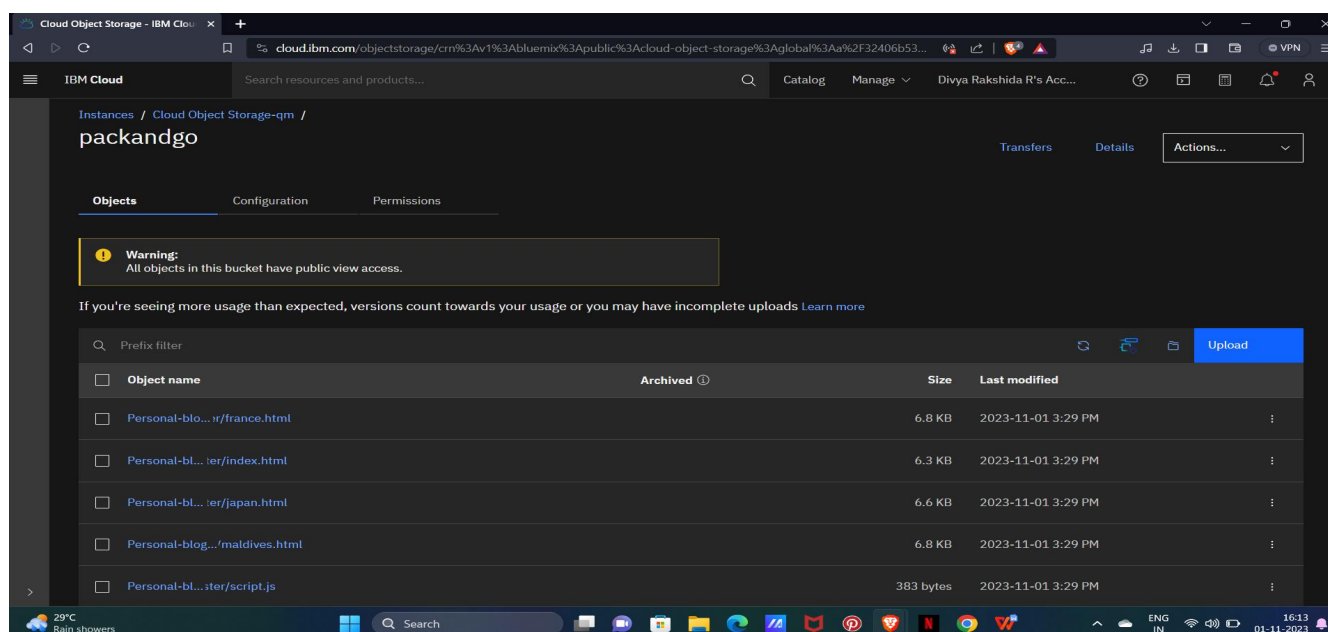 Cloud Object Storage - IBM Clou
cloud.ibm.com/objectstorage/crn%3Av1%3Abluemix%3Apublic%3Acloud-object-storage%3Aglobal%3Aa%2F32406b53...
VPN
IBM Cloud Search resources and products... Catalog Manage Divya Rakshida R's Acc...
Instances / Cloud Object Storage-qm /
packandgo
Transfers Details Actions...
Objects Configuration Permissions
Warning:
All objects in this bucket have public view access.
If you're seeing more usage than expected, versions count towards your usage or you may have incomplete uploads Learn more
Prefix filter Upload
Object name Archived Size Last modified
Personal-blo...er/france.html 6.8 KB 2023-11-01 3:29 PM
Personal-bl...ter/index.html 6.3 KB 2023-11-01 3:29 PM
Personal-bl...ter/japan.html 6.6 KB 2023-11-01 3:29 PM
Personal-blog.../maldives.html 6.8 KB 2023-11-01 3:29 PM
Personal-bl...ster/script.js 383 bytes 2023-11-01 3:29 PM
29°C
Rain showers
Search
ENG
IN
16:13
01-11-2023